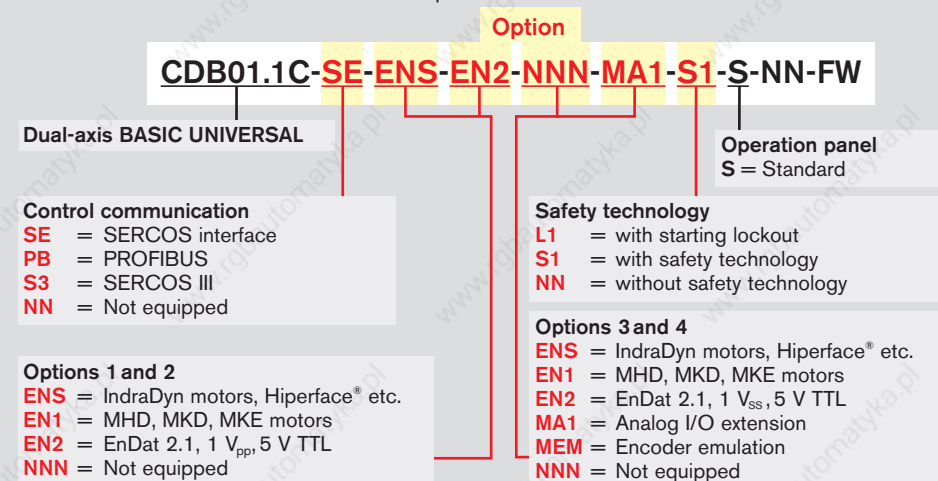 Option
CDB01.1C-SE-ENS-EN2-NNN-MA1-S1-S-NN-FW
Dual-axis BASIC UNIVERSAL
Operation panel
S = Standard
Control communication
SE = SERCOS interface
PB = PROFIBUS
S3 = SERCOS III
NN = Not equipped
Safety technology
L1 = with starting lockout
S1 = with safety technology
NN = without safety technology
Options 1 and 2
ENS = IndraDyn motors, Hiperface® etc.
EN1 = MHD, MKD, MKE motors
EN2 = EnDat 2.1, 1 Vpp, 5 V TTL
NNN = Not equipped
Options 3 and 4
ENS = IndraDyn motors, Hiperface® etc.
EN1 = MHD, MKD, MKE motors
EN2 = EnDat 2.1, 1 Vss, 5 V TTL
MA1 = Analog I/O extension
MEM = Encoder emulation
NNN = Not equipped